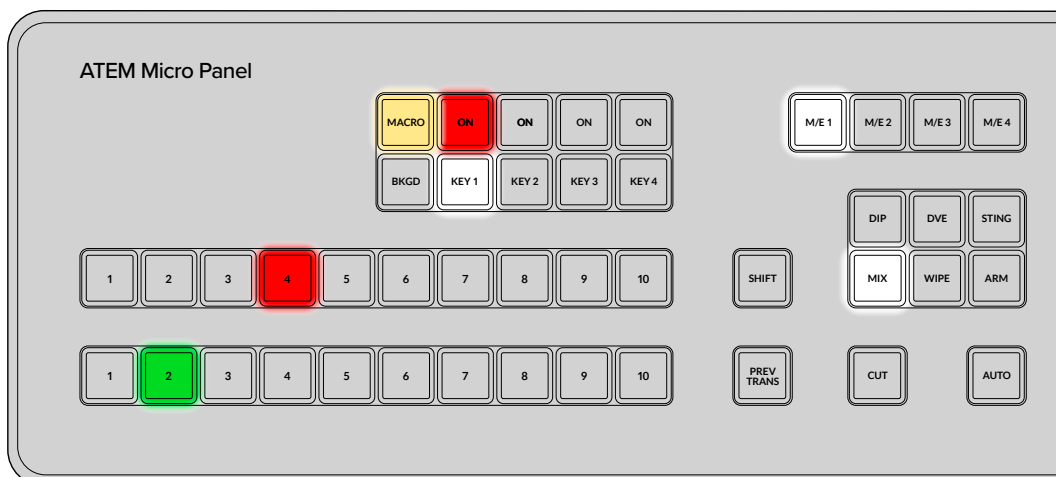 ATEM Micro Panel
MACRO ON ON ON ON
M/E 1 M/E 2 M/E 3 M/E 4
BKGD KEY 1 KEY 2 KEY 3 KEY 4
DIP DVE STING
1 2 3 4 5 6 7 8 9 10
SHIFT
MIX WIPE ARM
1 2 3 4 5 6 7 8 9 10
PREV
TRANS
CUT
AUTO